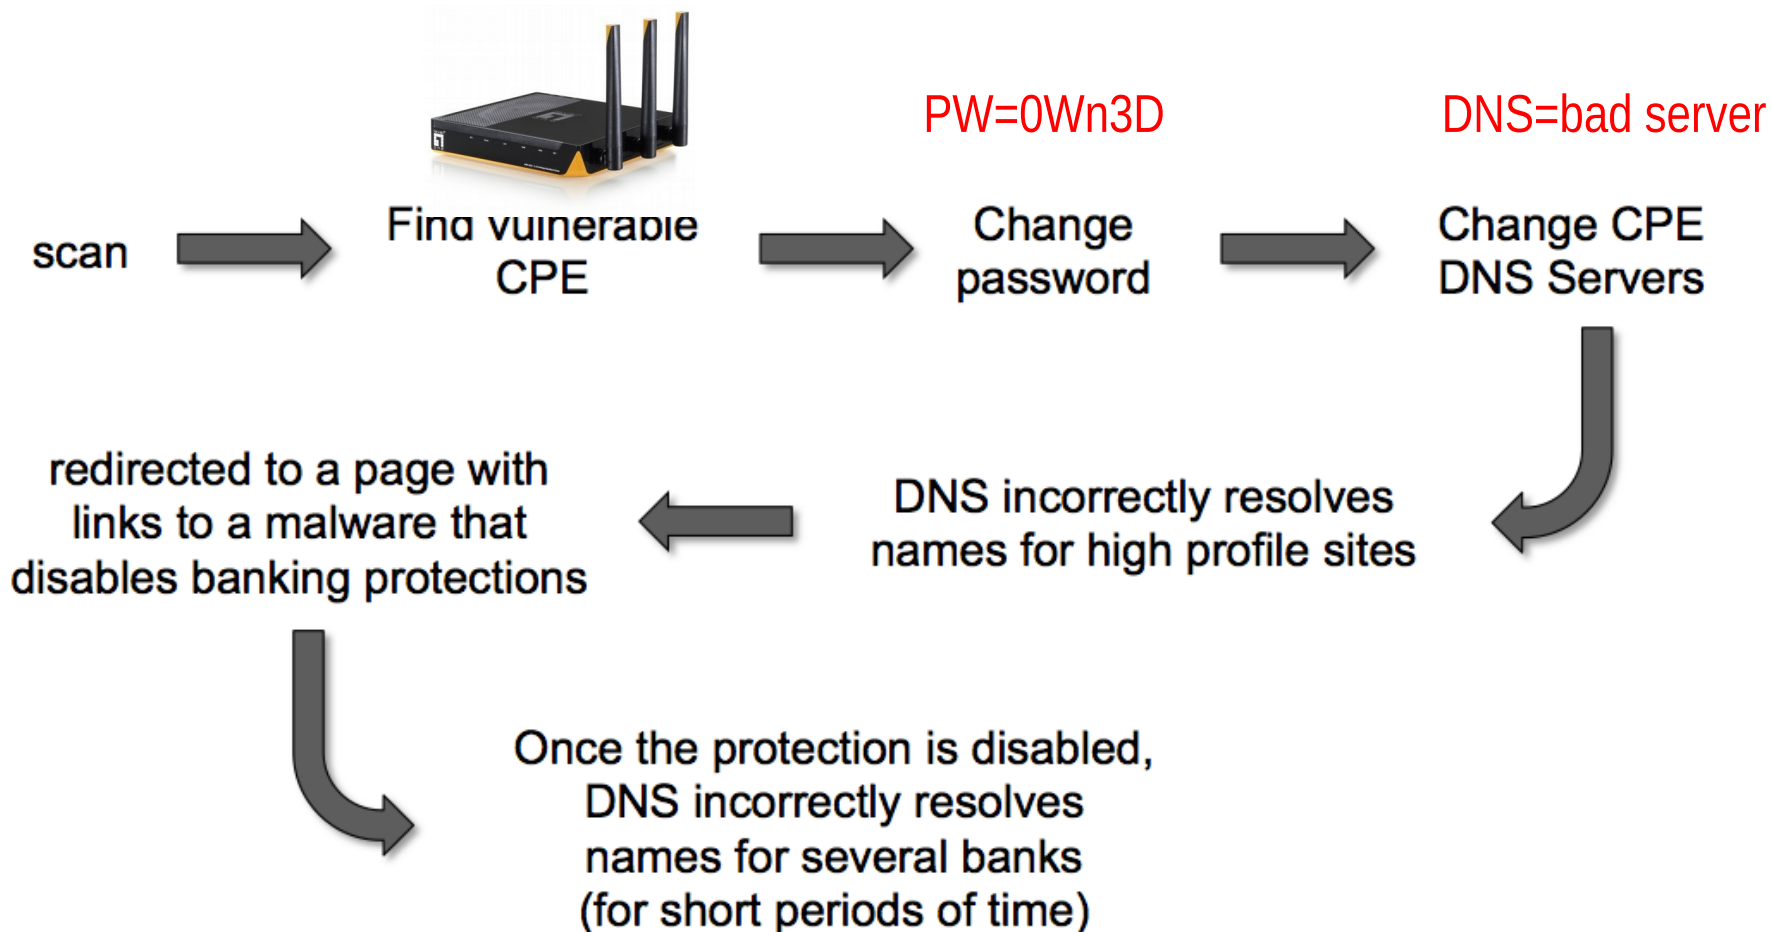 PW=0Wn3D
DNS=bad server
scan
Find vulnerable
CPE
Change
password
Change CPE
DNS Servers
DNS incorrectly resolves
names for high profile sites
redirected to a page with
links to a malware that
disables banking protections
Once the protection is disabled,
DNS incorrectly resolves
names for several banks
(for short periods of time)